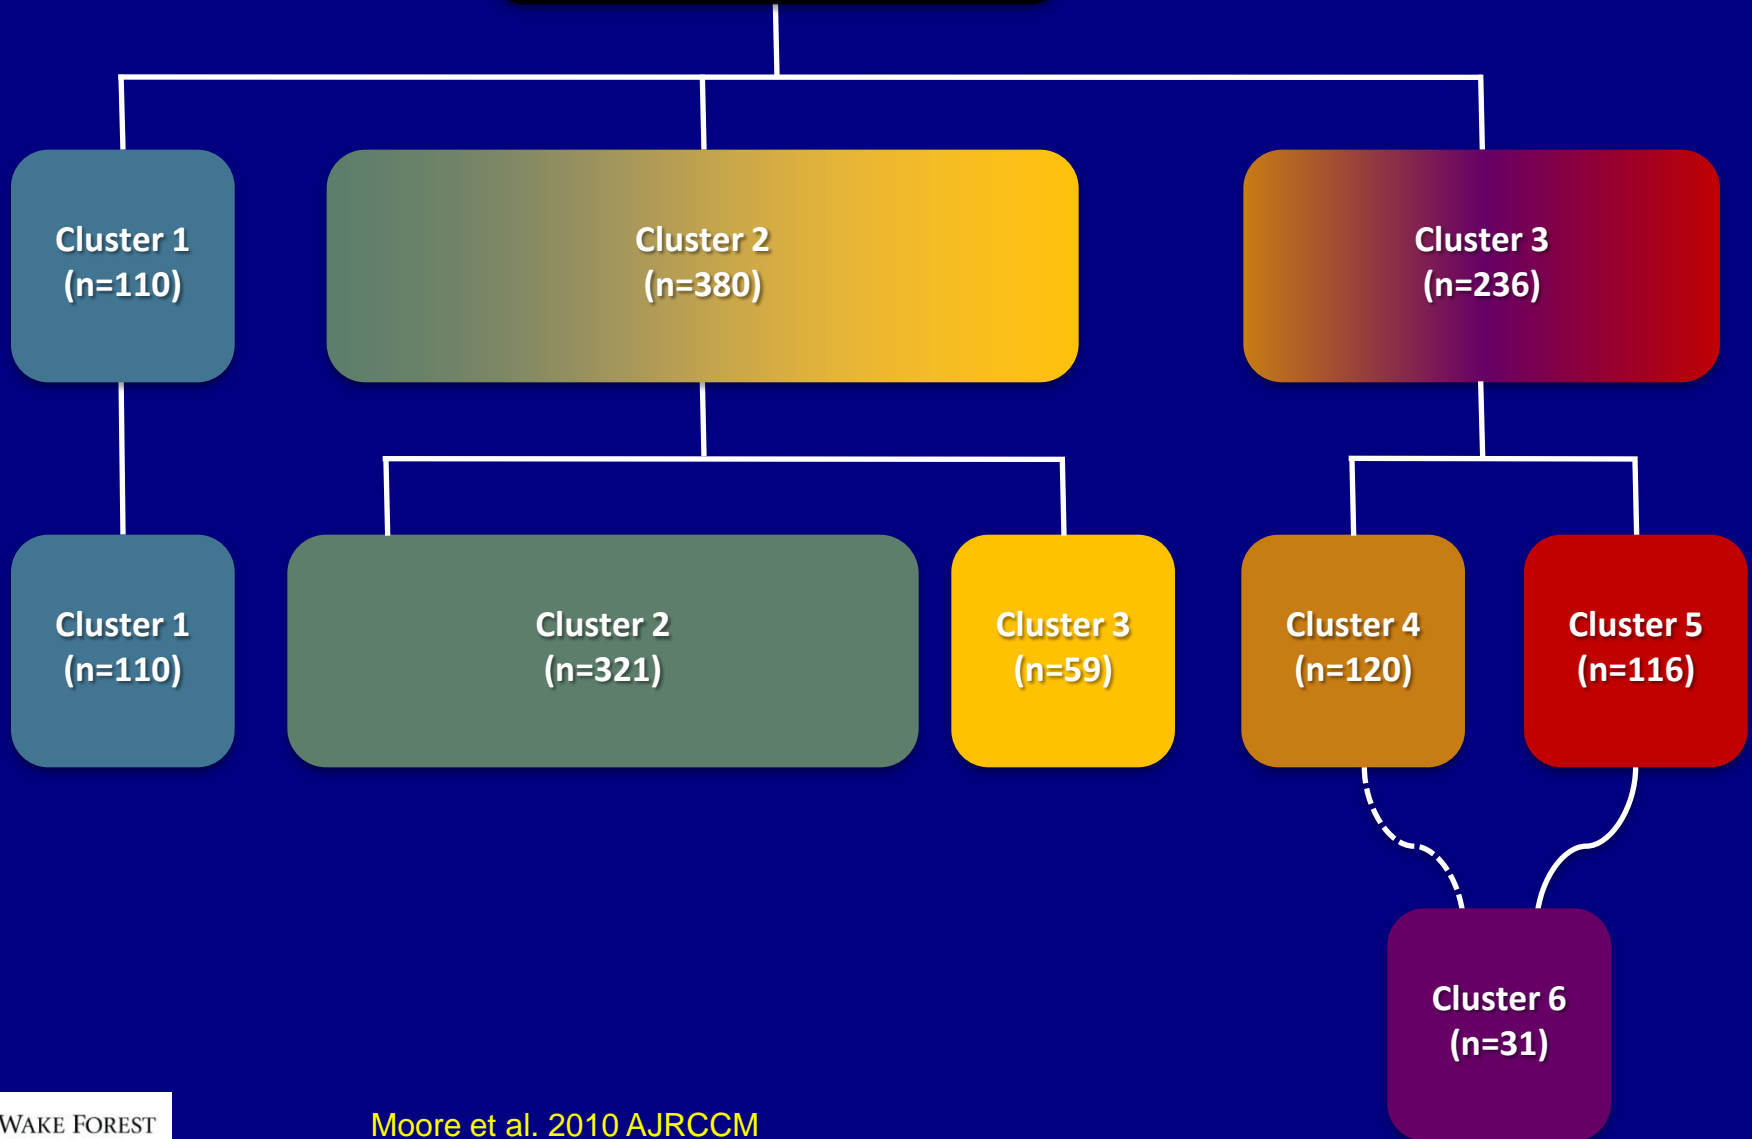 Cluster 1
(n=110)
Cluster 2
(n=380)
Cluster 3
(n=236)
Cluster 1
(n=110)
Cluster 2
(n=321)
Cluster 3
(n=59)
Cluster 4
(n=120)
Cluster 5
(n=116)
Cluster 6
(n=31)
WAKE FOREST
Moore et al. 2010 AJRCCM